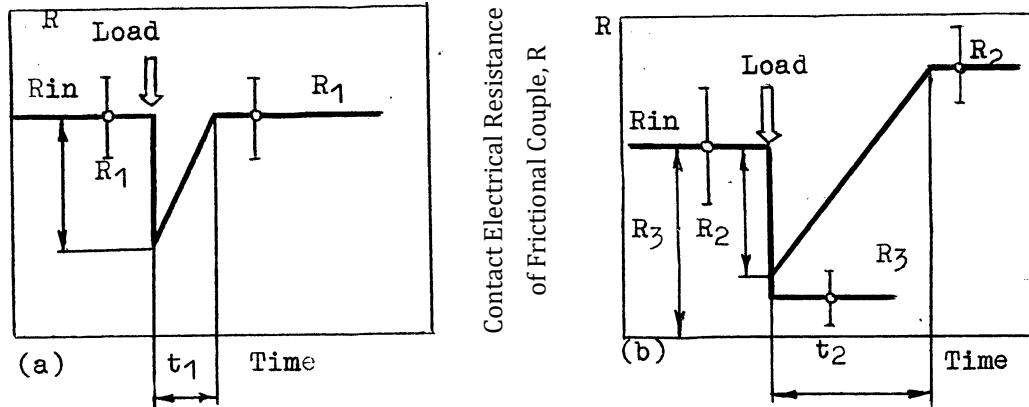 R
Load
Rin
R1
R1
(a)
t1
Time
Contact Electrical Resistance
of Frictional Couple, R
R
Load
R2
Rin
R3
R2
R3
(b)
t2
Time